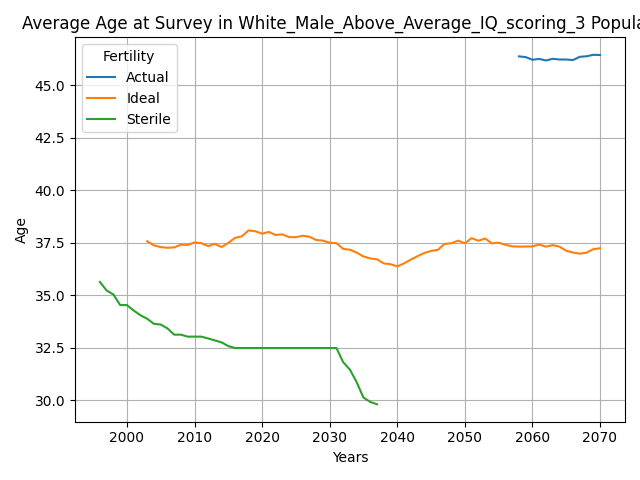 Average Age at Survey in White_Male_Above_Average_IQ_scoring_3 Popula
Fertility
Actual
Ideal
Sterile
45.0
42.5
40.0
37.5
35.0
32.5
30.0
Age
2000 2010 2020 2030 2040 2050 2060 2070
Years